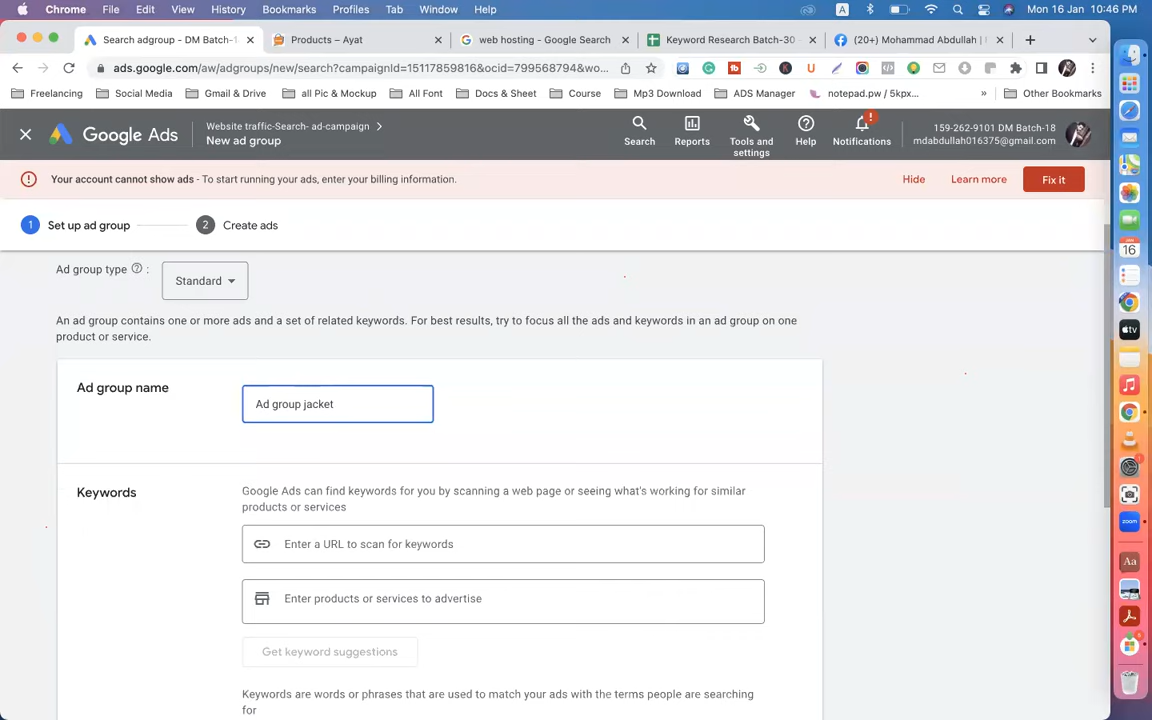 Chrome File Edit View History Bookmarks Profiles Tab Window Help A Mon 16 Jan 10:46 PM
Search adgroup - DM Batch-1 Products – Ayat web hosting - Google Search Keyword Research Batch-30 (20+) Mohammad Abdullah |
ads.google.com/aw/adgroups/new/search?campaignId=15117859816&ocid=799568794&wo...
Freelancing Social Media Gmail & Drive all Pic & Mockup All Font Docs & Sheet Course Mp3 Download ADS Manager notepad.pw / 5kpx... » Other Bookmarks
Google Ads
Website traffic-Search- ad-campaign
New ad group
Search Reports Tools and settings Help Notifications
159-262-9101 DM Batch-18
mdabdullah016375@gmail.com
Your account cannot show ads - To start running your ads, enter your billing information. Hide Learn more Fix it
1 Set up ad group 2 Create ads
Ad group type : Standard
An ad group contains one or more ads and a set of related keywords. For best results, try to focus all the ads and keywords in an ad group on one
product or service.
Ad group name Ad group jacket
Keywords
Google Ads can find keywords for you by scanning a web page or seeing what's working for similar
products or services
Enter a URL to scan for keywords
Enter products or services to advertise
Get keyword suggestions
Keywords are words or phrases that are used to match your ads with the terms people are searching
for
16
tv
zoom
Aa